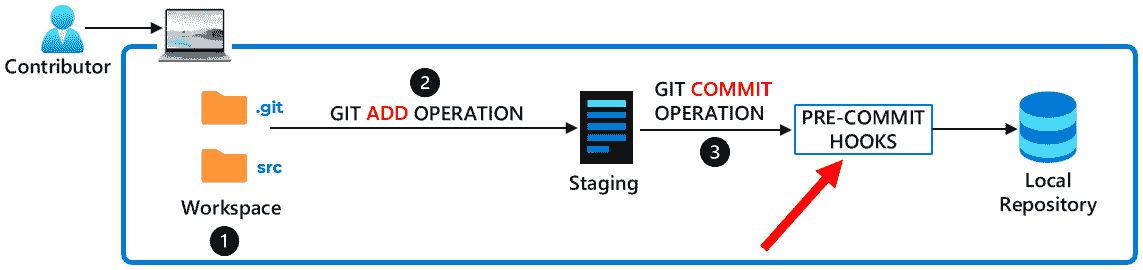 Contributor
.git
src
Workspace
1
2
GIT ADD OPERATION
Staging
GIT COMMIT
OPERATION
3
PRE-COMMIT
HOOKS
Local
Repository